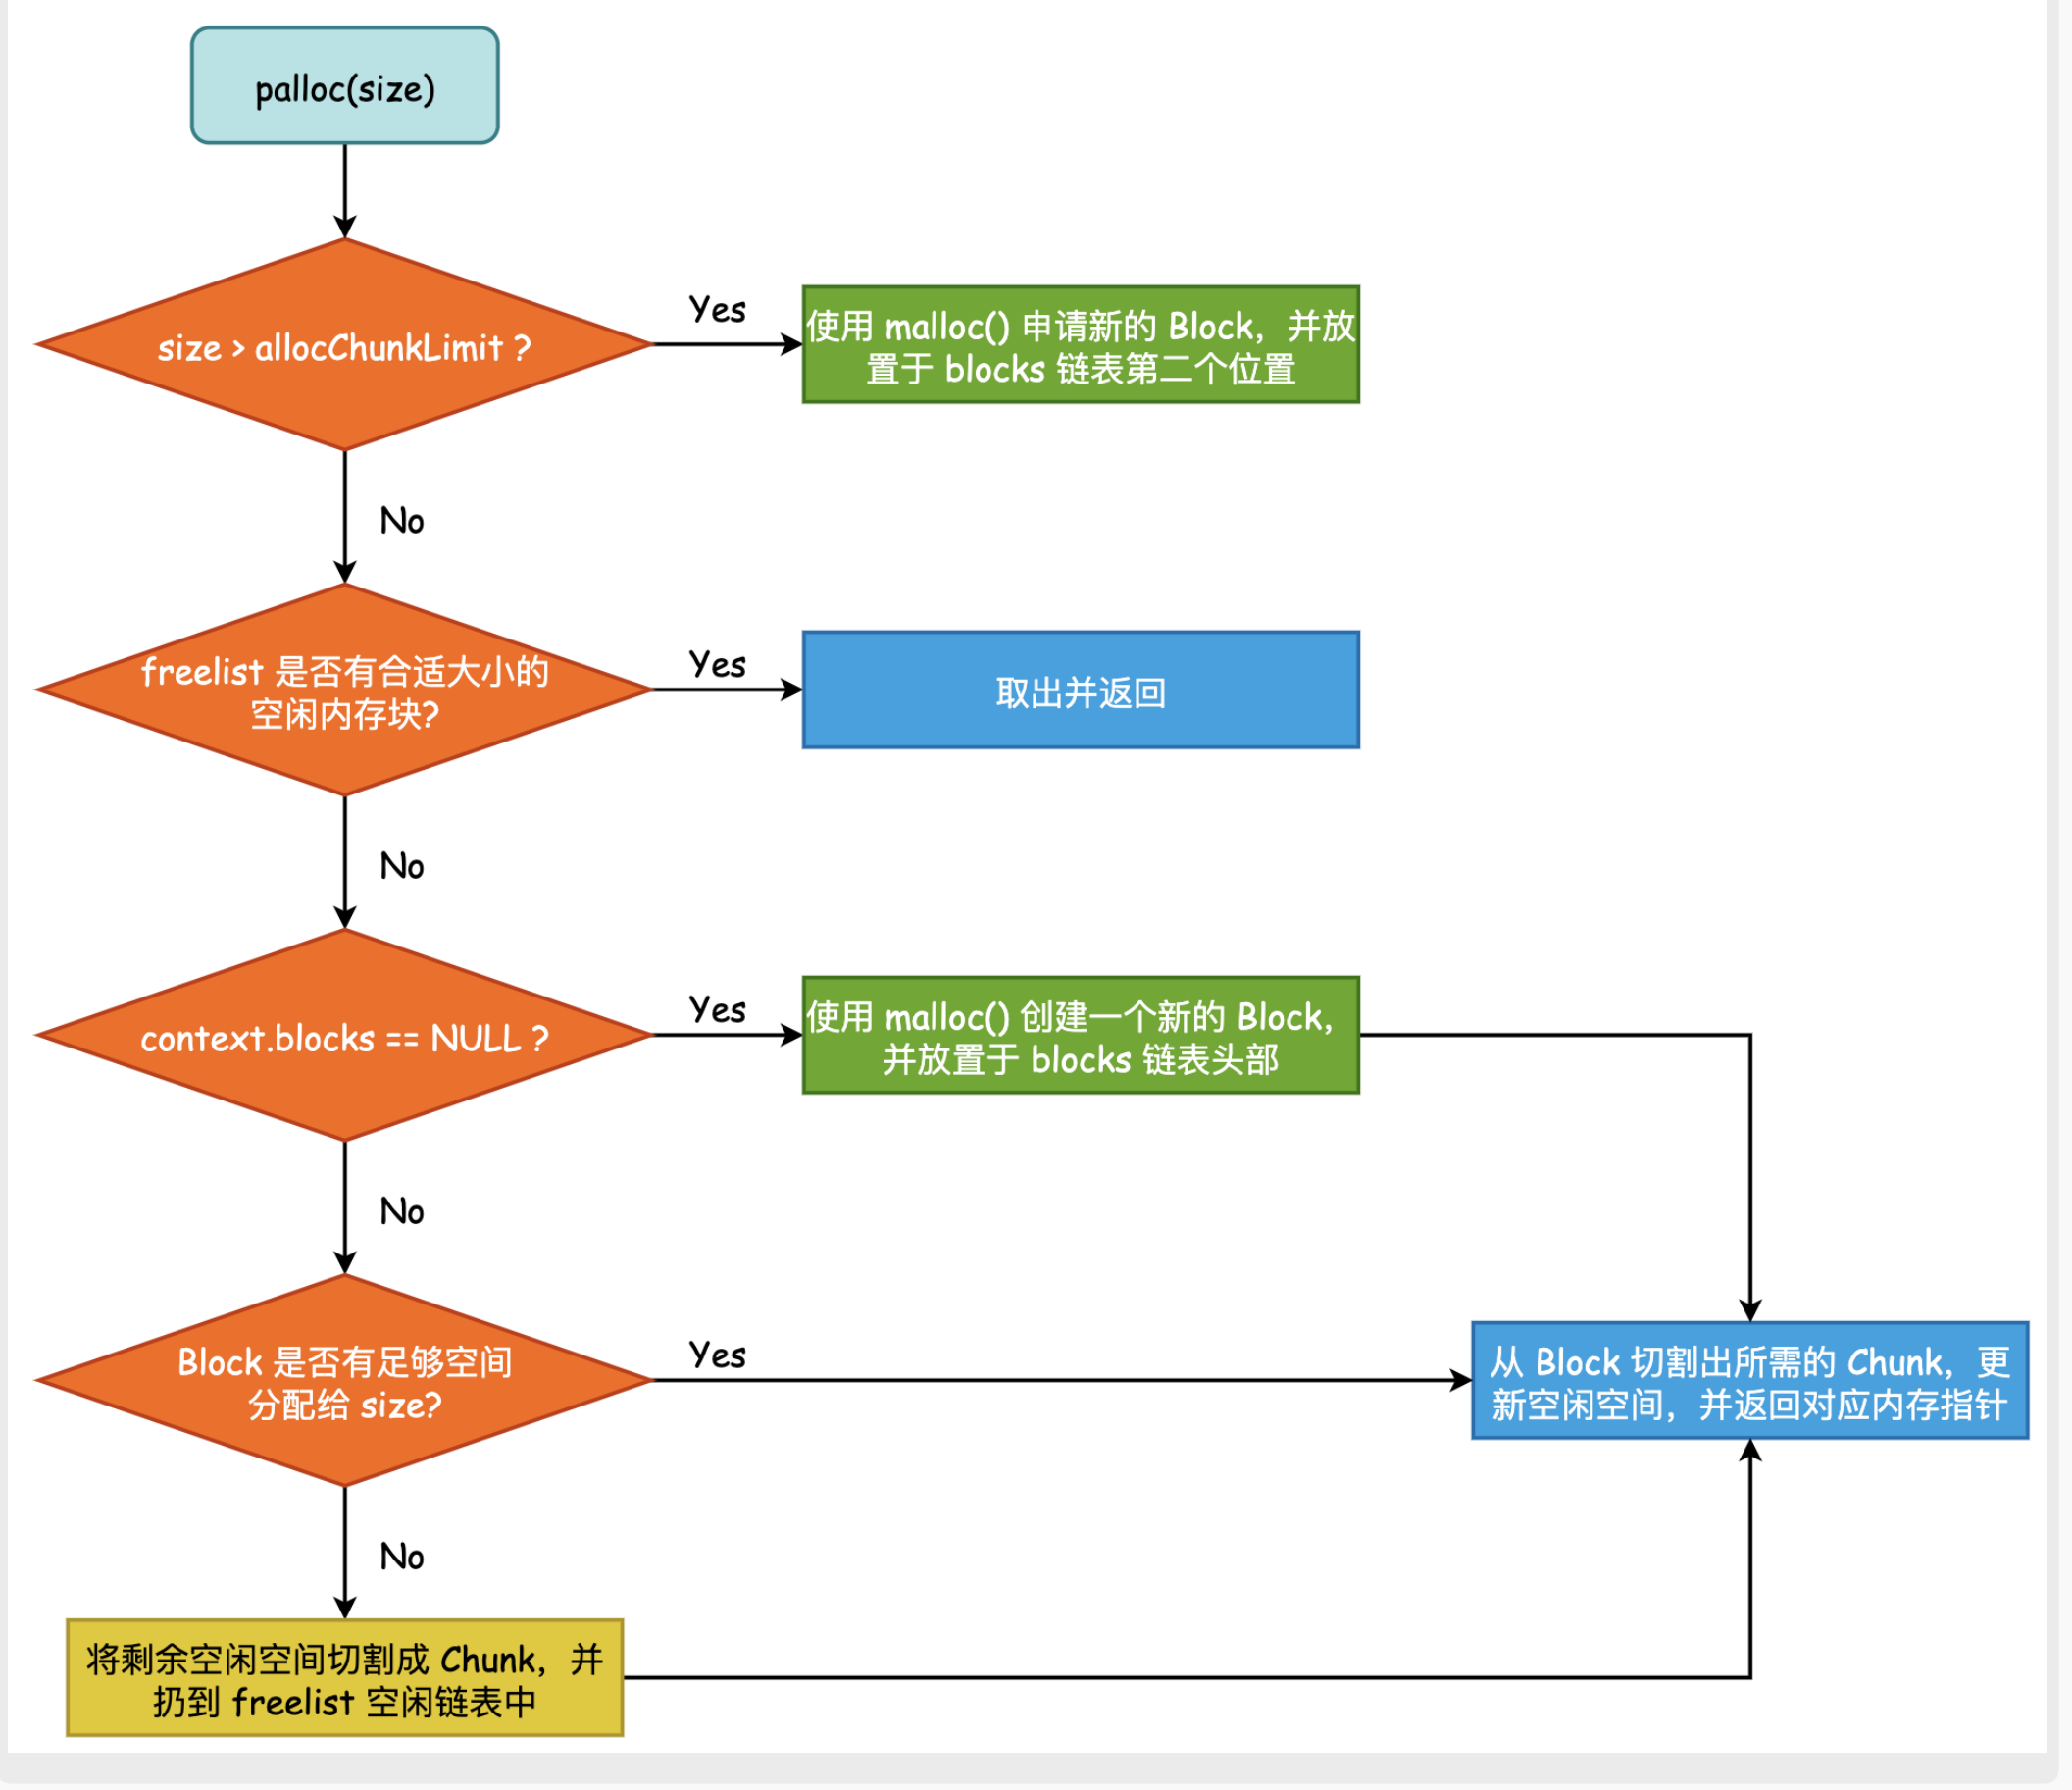 palloc(size)
size > allocChunkLimit ?
Yes
使用 malloc() 申请新的 Block，并放
置于 blocks 链表第二个位置
No
freelist 是否有合适大小的
空闲内存块?
Yes
取出并返回
No
context.blocks == NULL ?
Yes
使用 malloc() 创建一个新的 Block，
并放置于 blocks 链表头部
No
Block 是否有足够空间
分配给 size?
Yes
从 Block 切割出所需的 Chunk，更
新空闲空间，并返回对应内存指针
No
将剩余空闲空间切割成 Chunk，并
扔到 freelist 空闲链表中